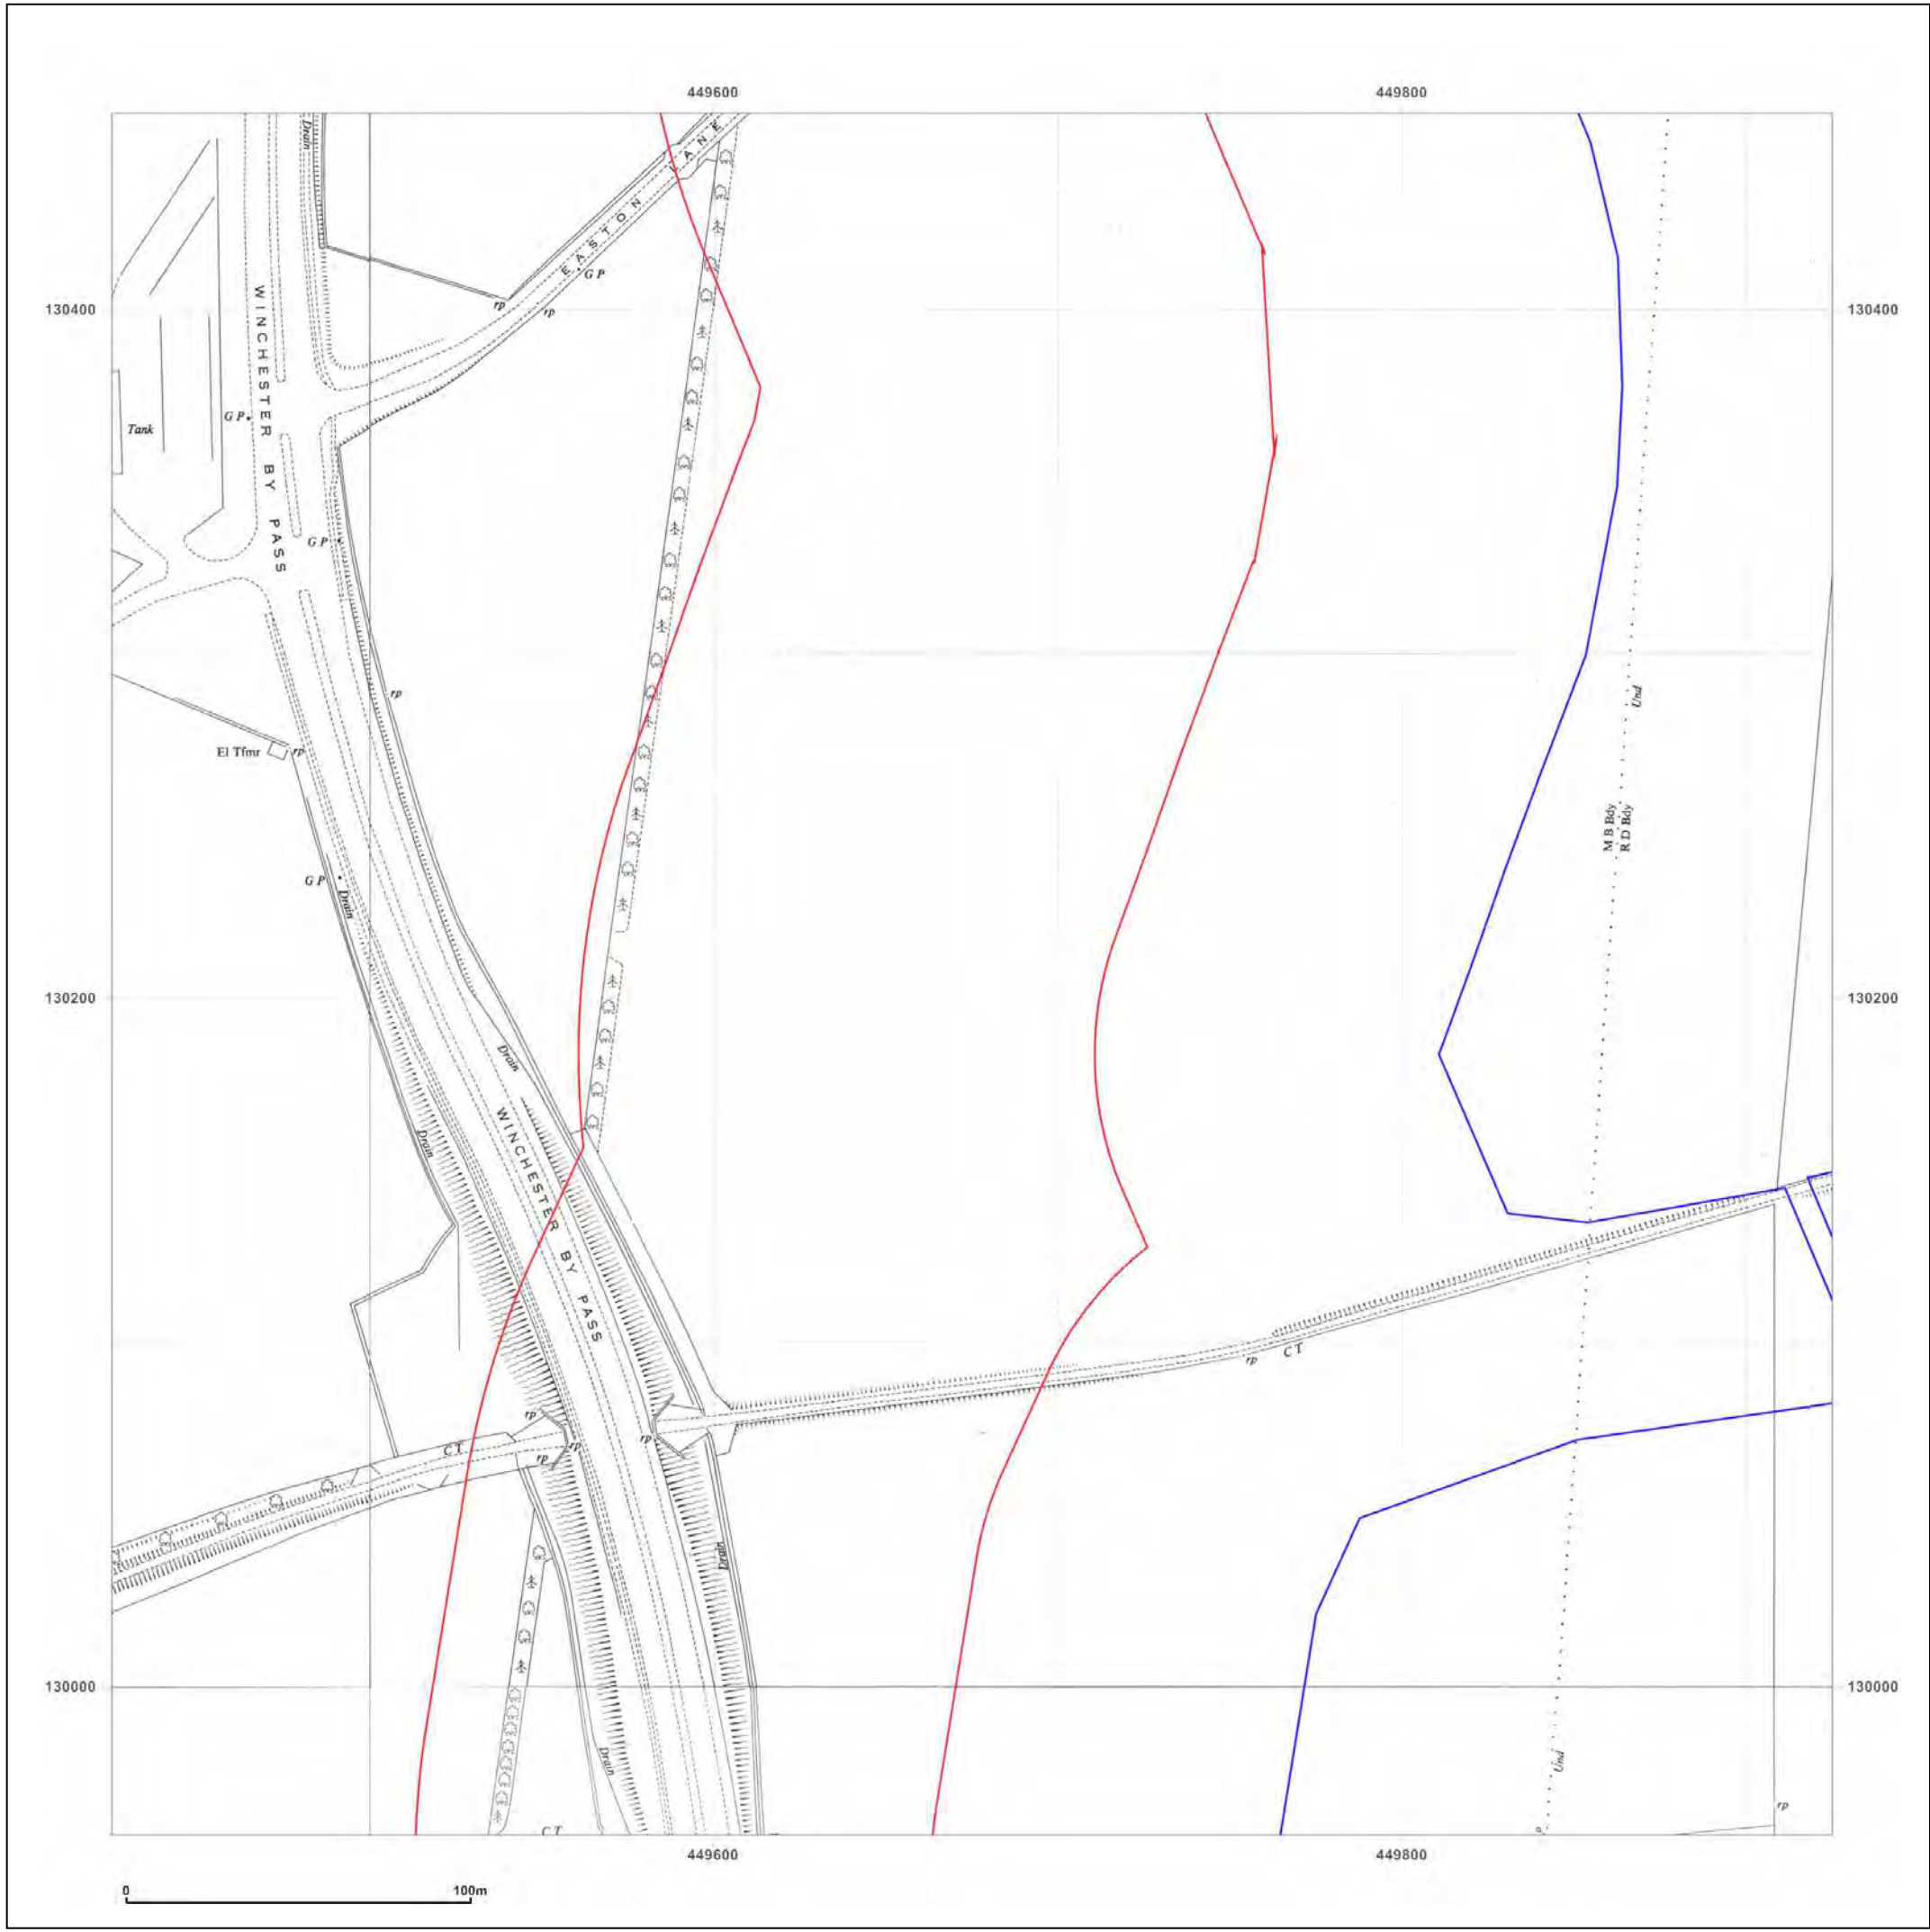 449600
449800
Drain
EASTON LANE
130400
130400
WINCHESTER BY PASS
G P
rp
rp
G P
Tank
G P
Und
rp
El Tfmr
rp
M B Bdy
R D Bdy
G P
Drain
130200
130200
Drain
Drain
WINCHESTER BY PASS
C T
rp
rp
rp
rp
rp
C T
Drain
130000
130000
Drain
Und
rp
C T
449600
449800
0
100m